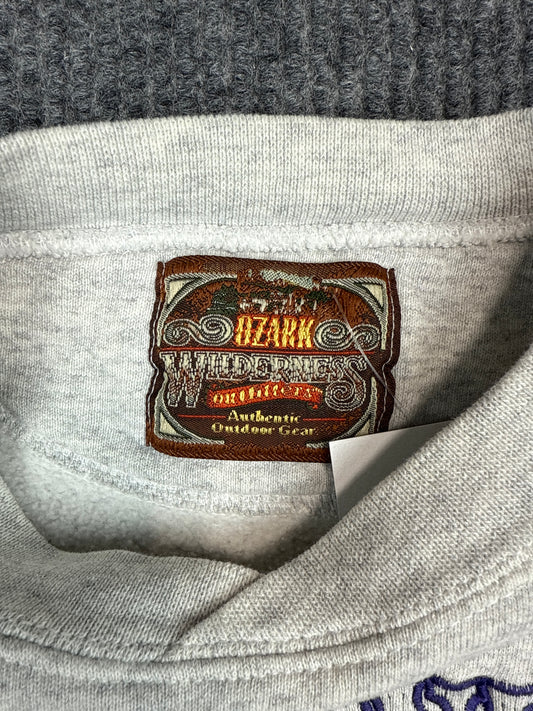 OZARK
WILDERNESS
OUTFITTERS
Authentic
Outdoor Gear